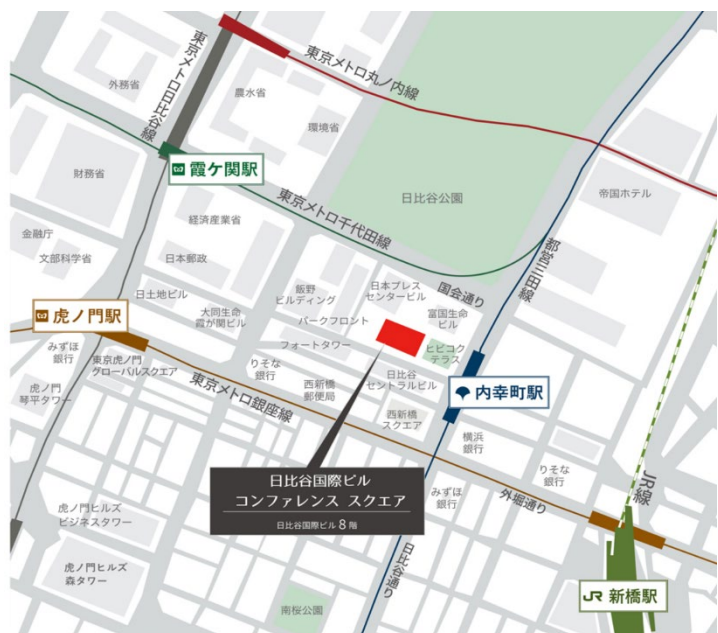 東京メトロ丸ノ内線
東京メトロ日比谷線
外務省
農水省
環境省
霞ケ関駅
財務省
日比谷公園
帝国ホテル
東京メトロ千代田線
経済産業省
金融庁
文部科学省
日本郵政
都営三田線
国会通り
飯野
ビルディング
日本プレス
センタービル
日土地ビル
富国生命
ビル
大同生命
霞が関ビル
虎ノ門駅
パークフロント
みずほ
銀行
フォートタワー
ヒビコク
テラス
東京虎ノ門
グローバルスクエア
りそな
銀行
日比谷
セントラルビル
虎ノ門
琴平タワー
東京メトロ銀座線
西新橋
郵便局
内幸町駅
西新橋
スクエア
横浜
銀行
日比谷国際ビル
コンファレンス スクエア
日比谷国際ビル 8 階
りそな
銀行
JR線
みずほ
銀行
外堀通り
虎ノ門ヒルズ
ビジネスタワー
日比谷通り
虎ノ門ヒルズ
森タワー
JR 新橋駅
南桜公園